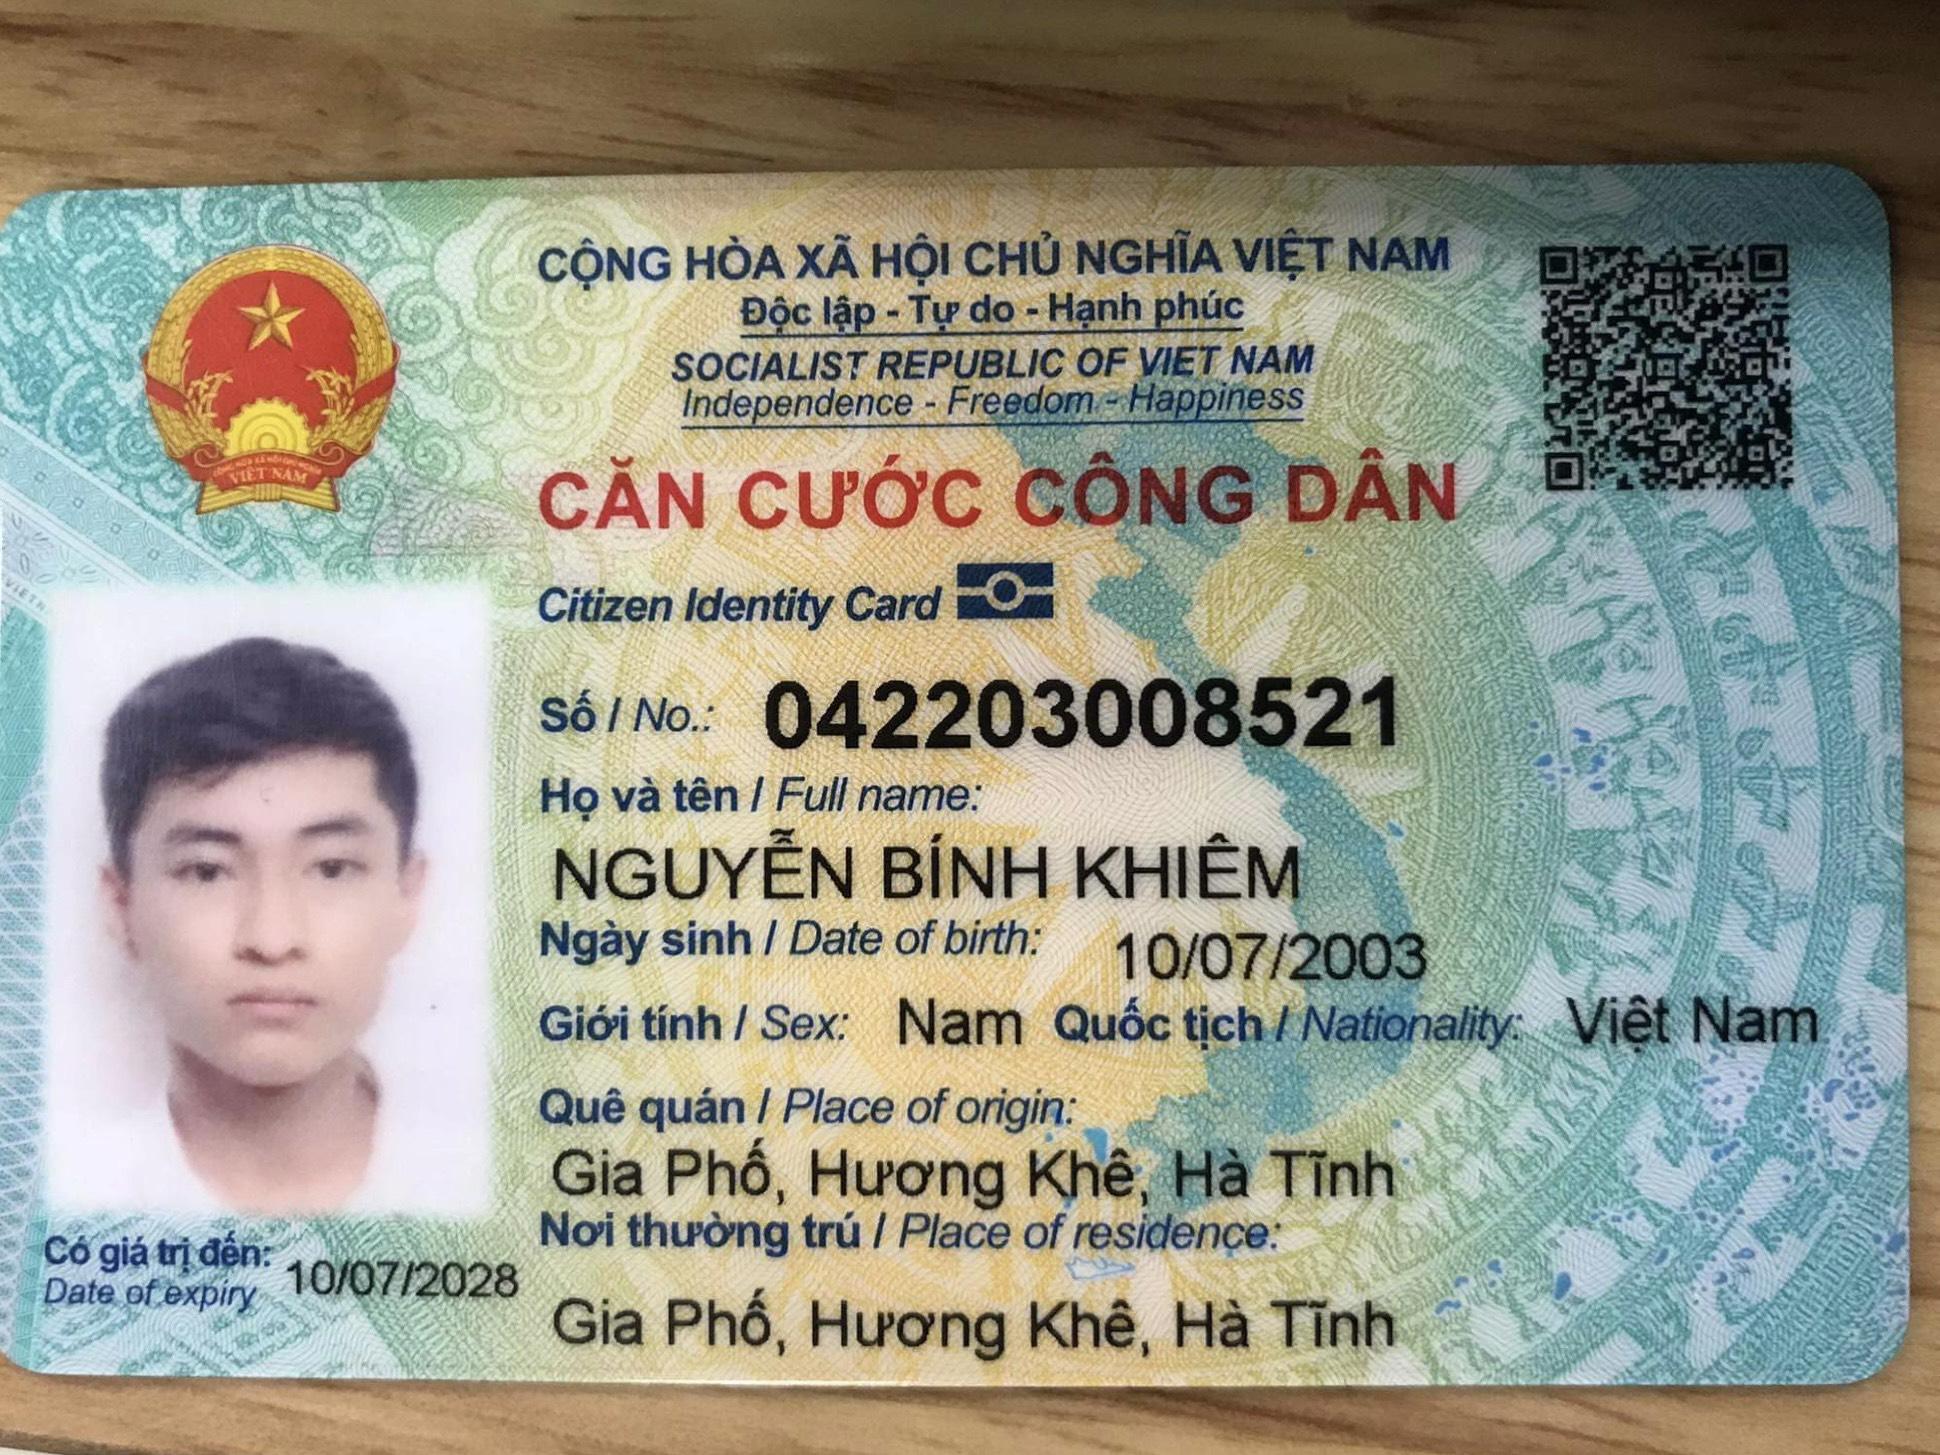 CỘNG HÒA XÃ HỘI CHỦ NGHĨA VIỆT NAM
Độc lập - Tự do - Hạnh phúc
SOCIALIST REPUBLIC OF VIET NAM
Independence - Freedom - Happiness
VIỆT NAM
CĂN CƯỚC CÔNG DÂN
Citizen Identity Card
Số / No.: 042203008521
Họ và tên / Full name:
NGUYỄN BÍNH KHIÊM
Ngày sinh / Date of birth: 10/07/2003
Giới tính / Sex: Nam Quốc tịch / Nationality: Việt Nam
Quê quán / Place of origin:
Gia Phố, Hương Khê, Hà Tĩnh
Nơi thường trú / Place of residence:
Gia Phố, Hương Khê, Hà Tĩnh
Có giá trị đến: 10/07/2028
Date of expiry